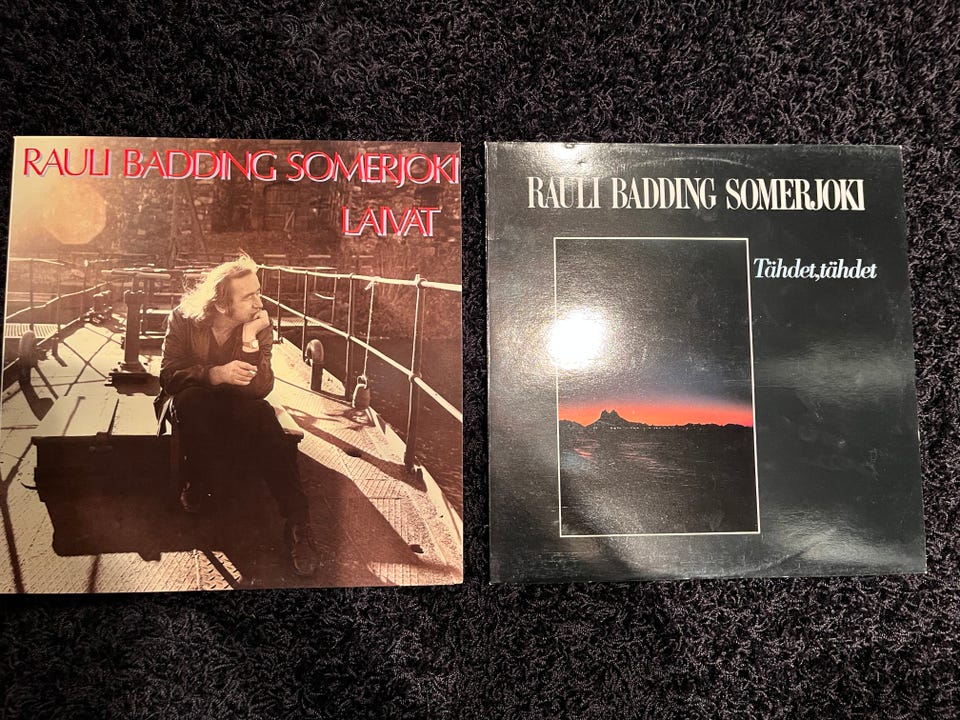 RAULI BADDING SOMERJOKI
LAIVAT
RAULI BADDING SOMERJOKI
Tähdet,tähdet